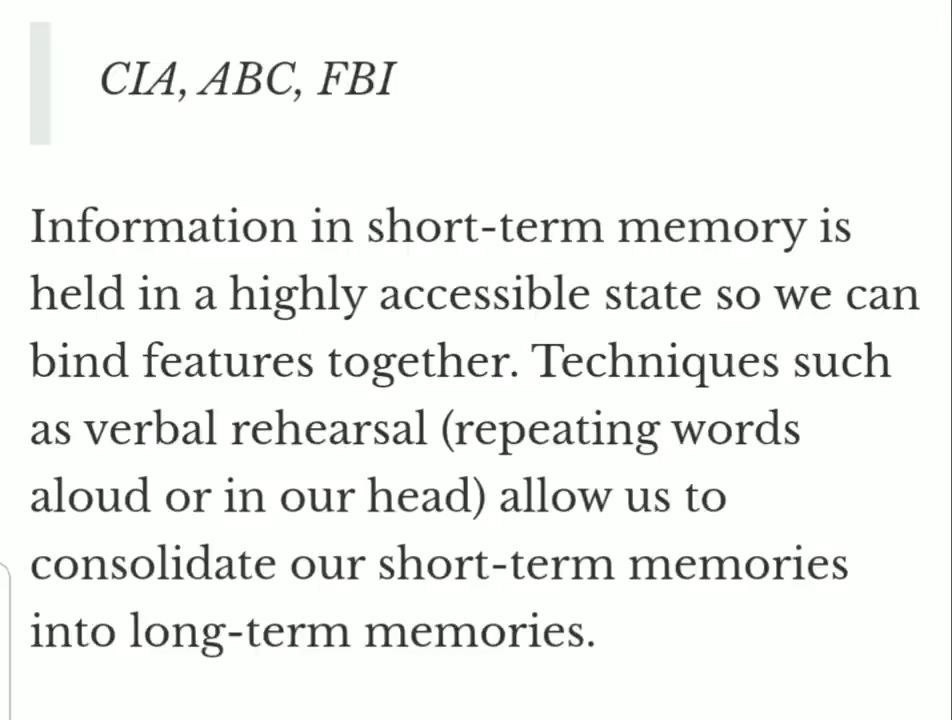 CIA, ABC, FBI
Information in short-term memory is
held in a highly accessible state so we can
bind features together. Techniques such
as verbal rehearsal (repeating words
aloud or in our head) allow us to
consolidate our short-term memories
into long-term memories.